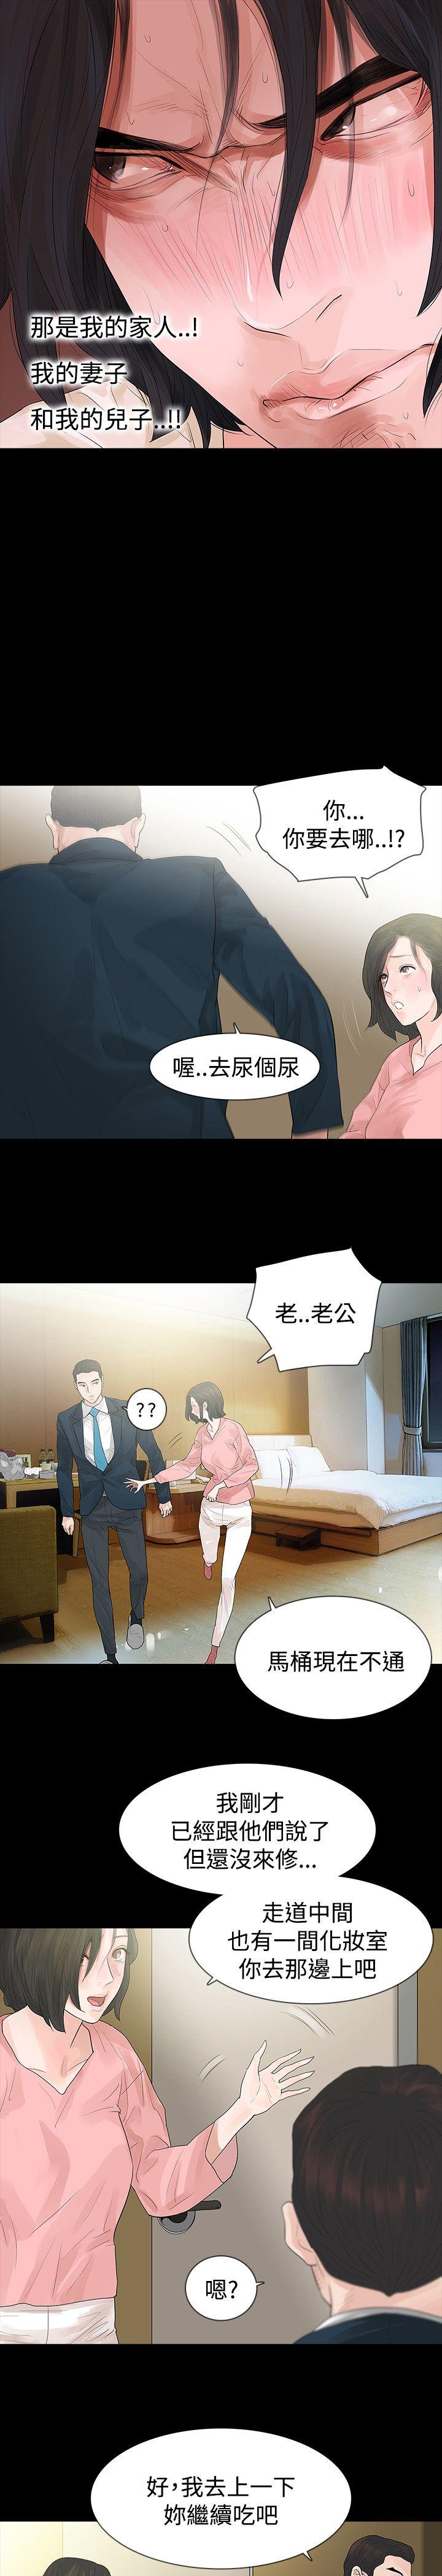 那是我的家人..!
我的妻子
和我的兒子..!!
你...
你要去哪..!?
喔..去尿個尿
老..老公
??
馬桶現在不通
我剛才
已經跟他們說了
但還沒來修...
走道中間
也有一間化妝室
你去那邊上吧
嗯?
好,我去上一下
妳繼續吃吧